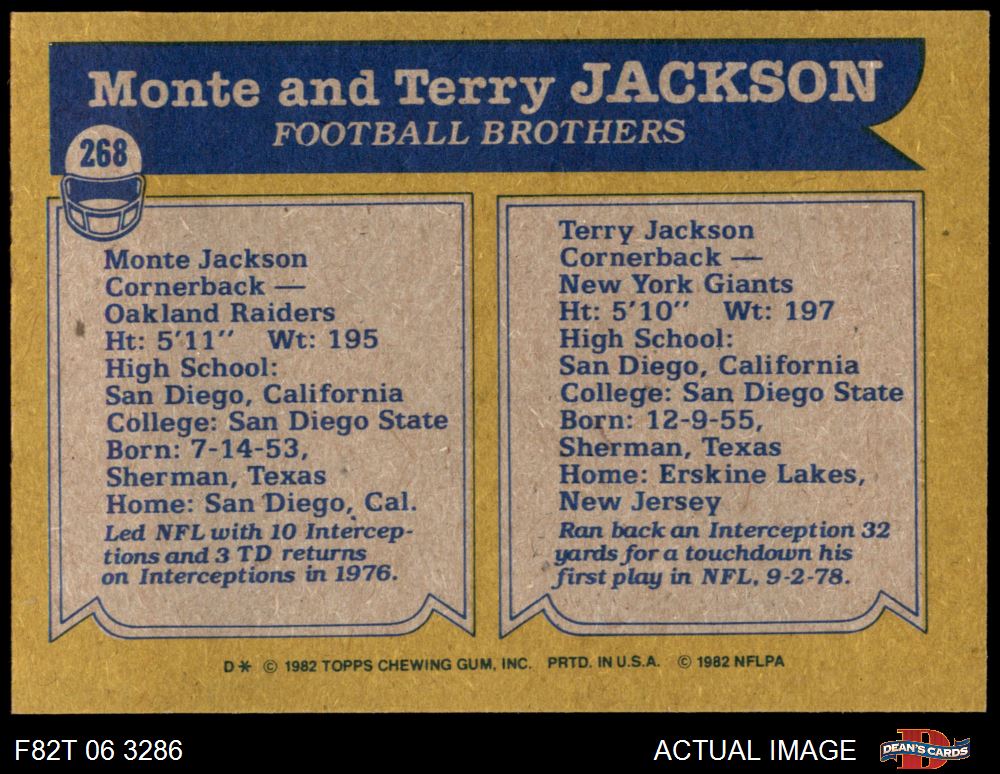 Monte and Terry JACKSON
FOOTBALL BROTHERS
268
Monte Jackson
Cornerback —
Oakland Raiders
Ht: 5'11'' Wt: 195
High School:
San Diego, California
College: San Diego State
Born: 7-14-53,
Sherman, Texas
Home: San Diego, Cal.
Led NFL with 10 Intercep-
tions and 3 TD returns
on Interceptions in 1976.
Terry Jackson
Cornerback —
New York Giants
Ht: 5'10'' Wt: 197
High School:
San Diego, California
College: San Diego State
Born: 12-9-55,
Sherman, Texas
Home: Erskine Lakes,
New Jersey
Ran back an Interception 32
yards for a touchdown his
first play in NFL, 9-2-78.
D* © 1982 TOPPS CHEWING GUM, INC. PRTD. IN U.S.A. © 1982 NFLPA
F82T 06 3286
ACTUAL IMAGE
DEAN'S CARDS